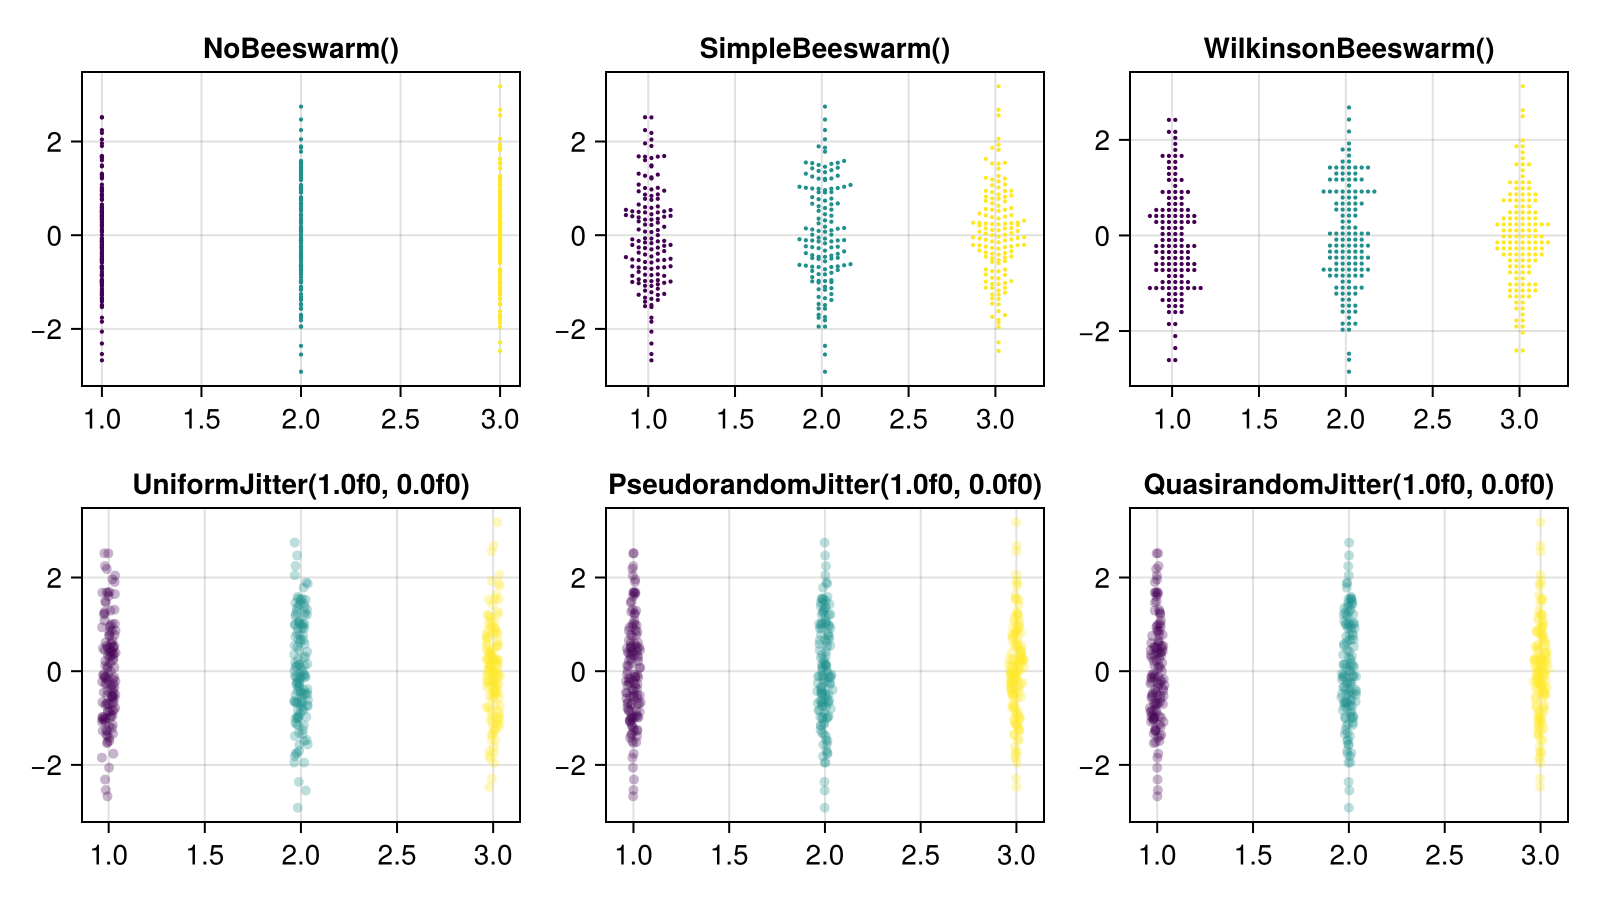 NoBeeswarm()
SimpleBeeswarm()
WilkinsonBeeswarm()
2
0
−2
1.0 1.5 2.0 2.5 3.0
2
0
−2
1.0 1.5 2.0 2.5 3.0
2
0
−2
1.0 1.5 2.0 2.5 3.0
UniformJitter(1.0f0, 0.0f0)
PseudorandomJitter(1.0f0, 0.0f0)
QuasirandomJitter(1.0f0, 0.0f0)
2
0
−2
1.0 1.5 2.0 2.5 3.0
2
0
−2
1.0 1.5 2.0 2.5 3.0
2
0
−2
1.0 1.5 2.0 2.5 3.0